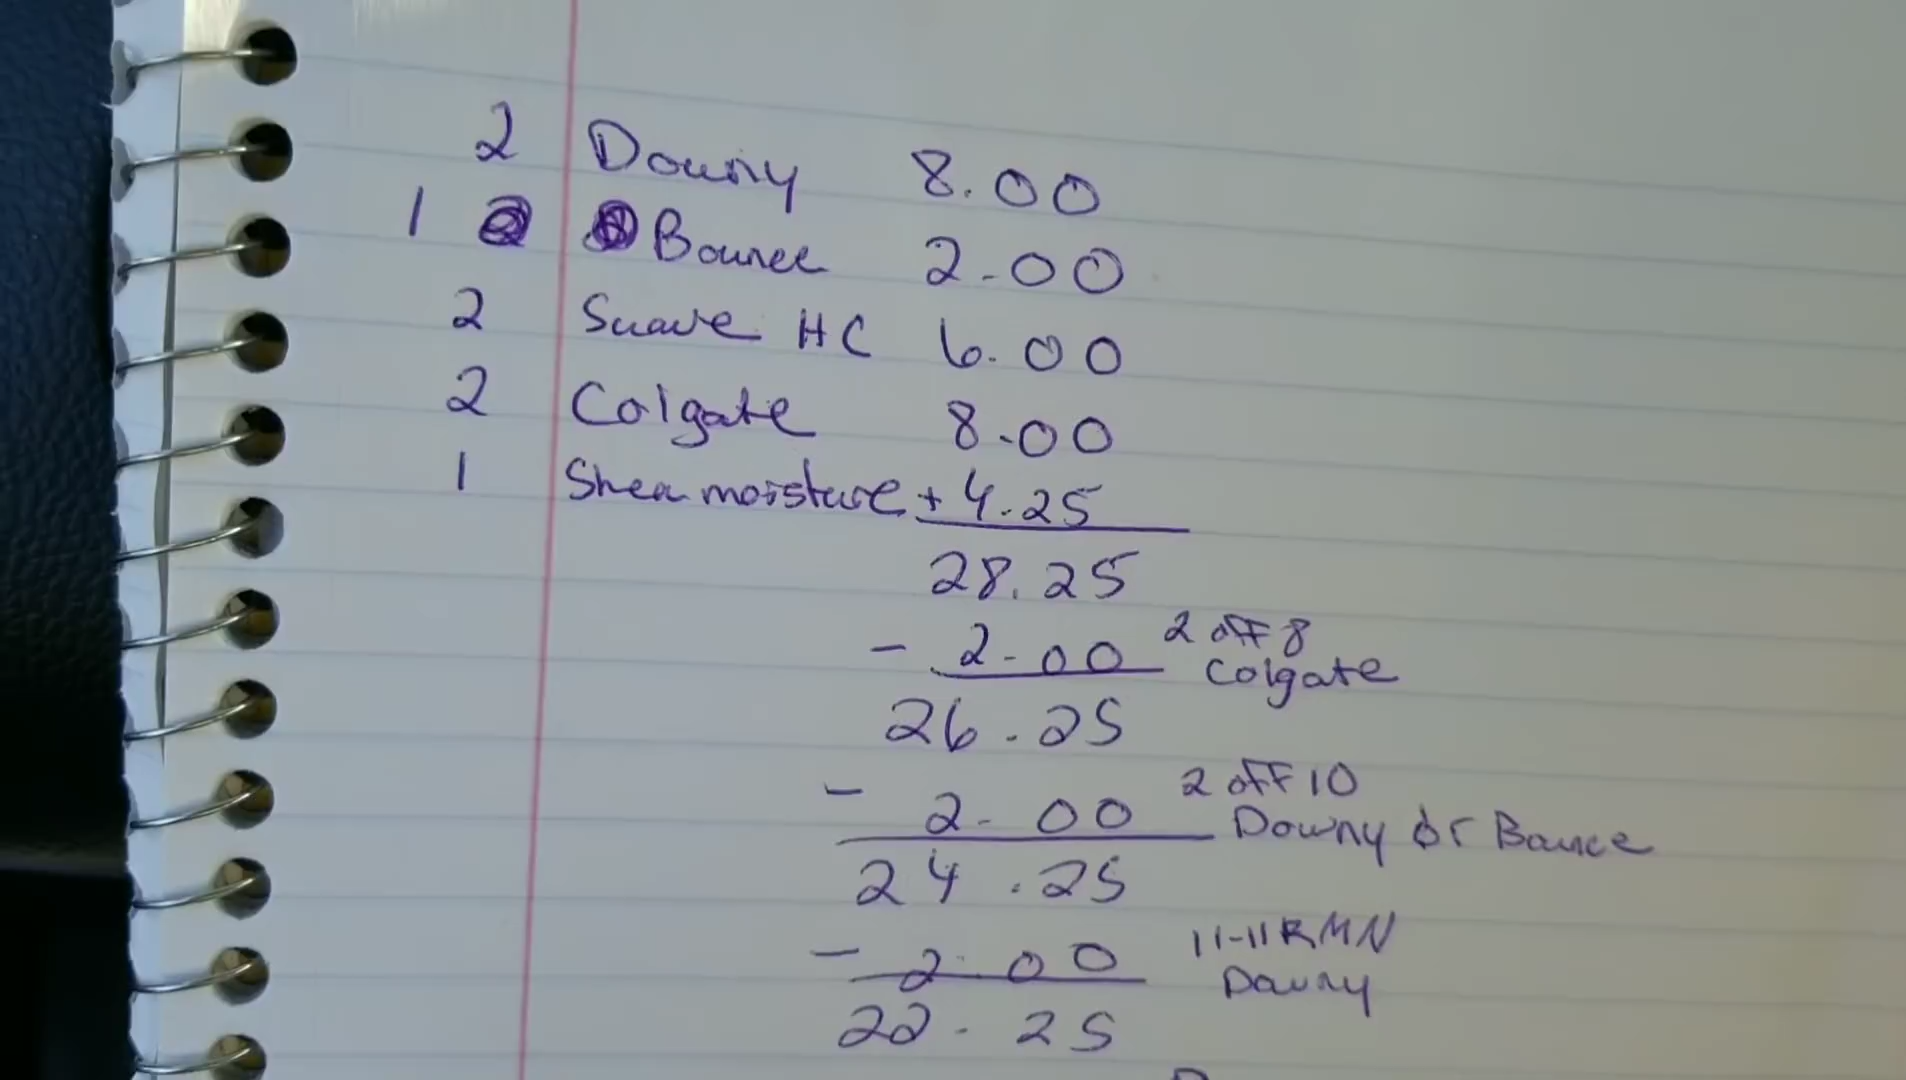 2 Downy 8.00
1 Bounce 2.00
2 Suave HC 6.00
2 Colgate 8.00
1 Shea moisture + 4.25
28.25
- 2.00 2 off 8
Colgate
26.25
- 2.00 2 off 10
Downy or Bounce
24.25
- 2.00 11-11 RMN
Downy
22.25